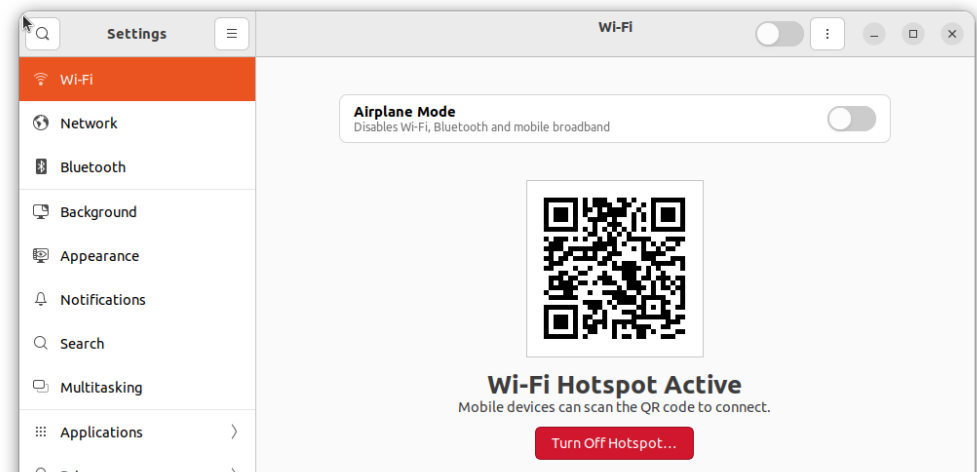 Settings
Wi-Fi
Wi-Fi
Network
Bluetooth
Background
Appearance
Notifications
Search
Multitasking
Applications
Airplane Mode
Disables Wi-Fi, Bluetooth and mobile broadband
Wi-Fi Hotspot Active
Mobile devices can scan the QR code to connect.
Turn Off Hotspot...